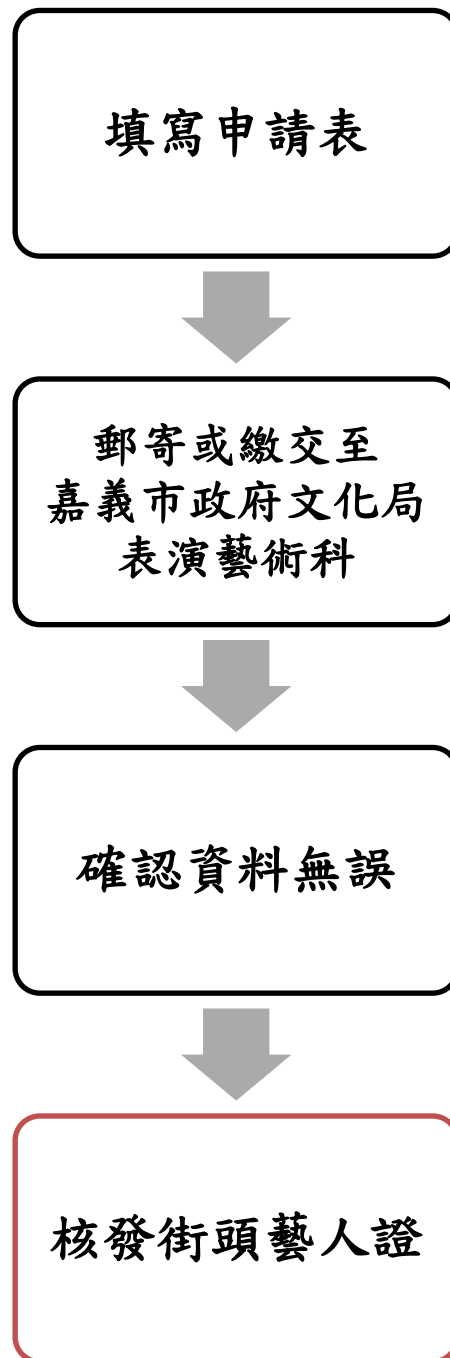 填寫申請表
郵寄或繳交至
嘉義市政府文化局
表演藝術科
確認資料無誤
核發街頭藝人證